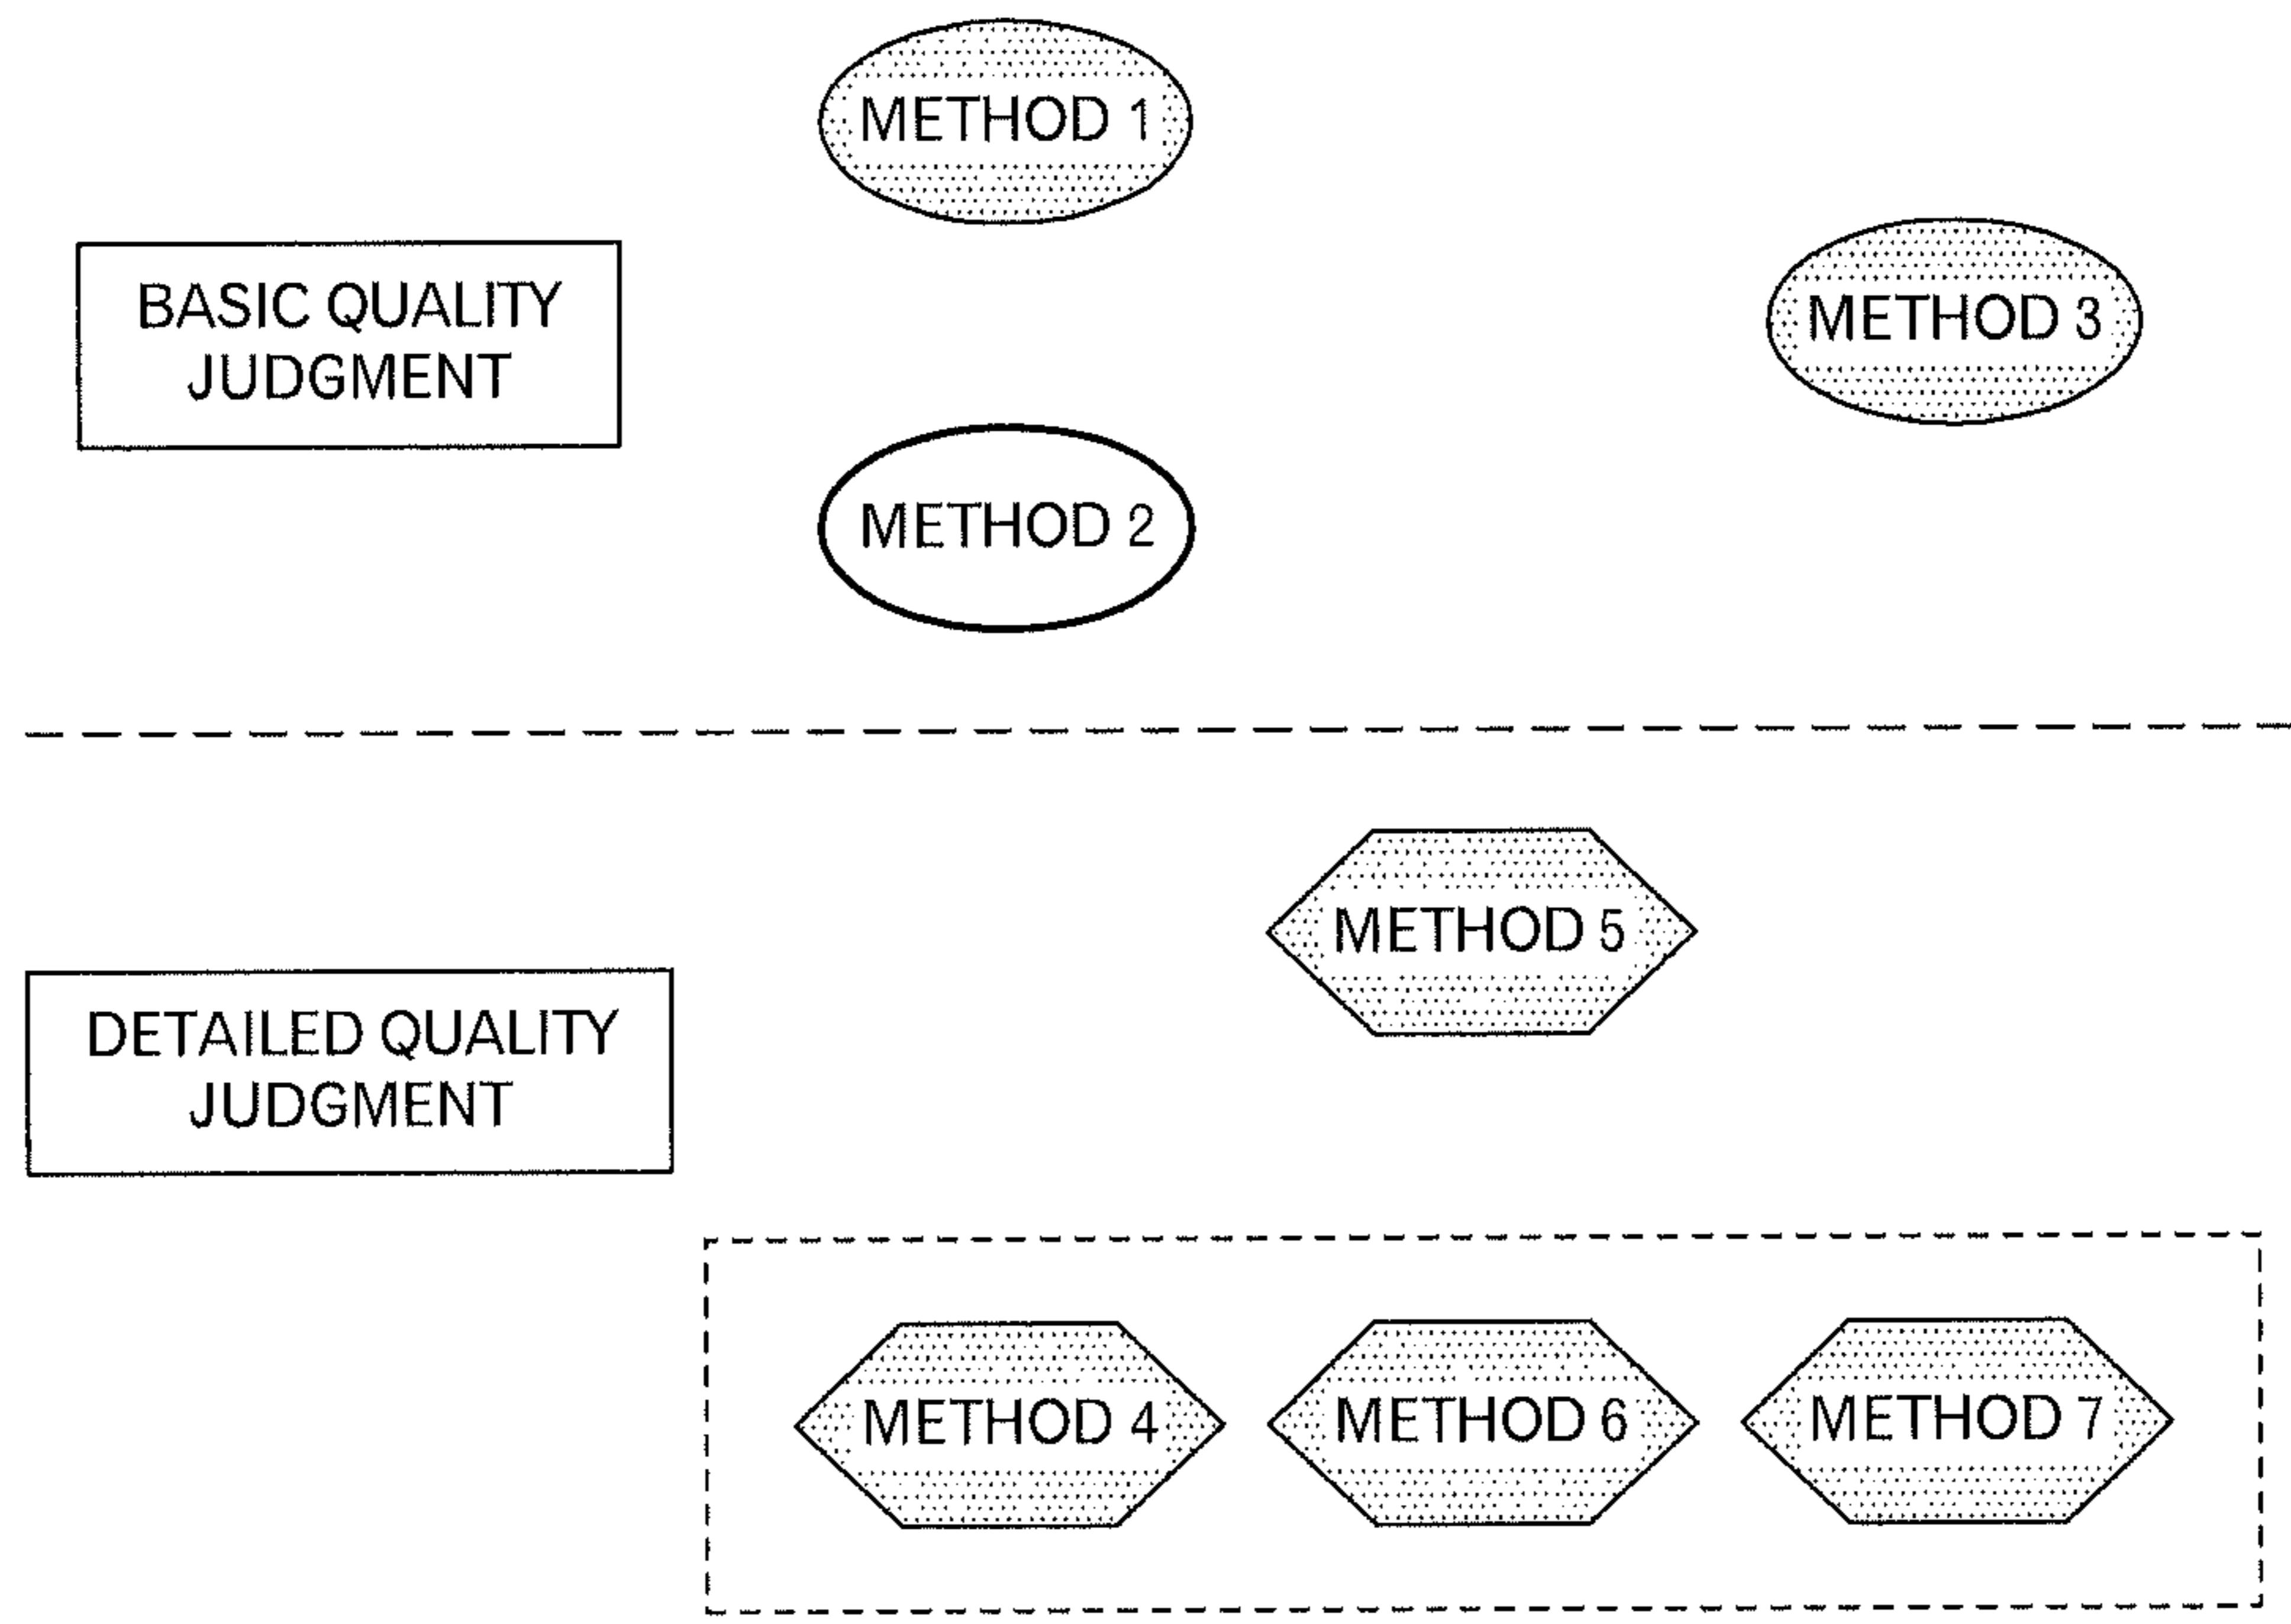 METHOD 1
BASIC QUALITY
JUDGMENT
METHOD 3
METHOD 2
METHOD 5
DETAILED QUALITY
JUDGMENT
METHOD 4
METHOD 6
METHOD 7